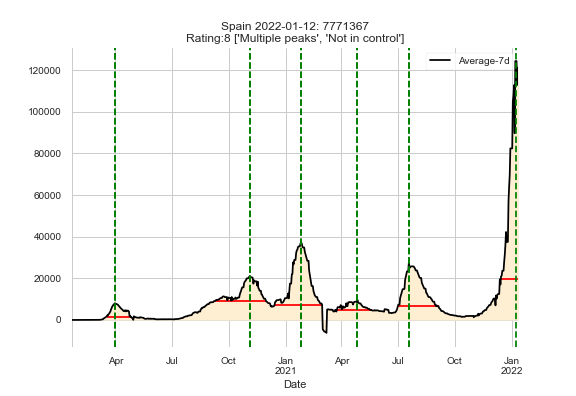 Spain 2022-01-12: 7771367
Rating:8 ['Multiple peaks', 'Not in control']
Average-7d
120000
100000
80000
60000
40000
20000
0
Apr Jul Oct Jan Apr Jul Oct Jan
2021 2022
Date